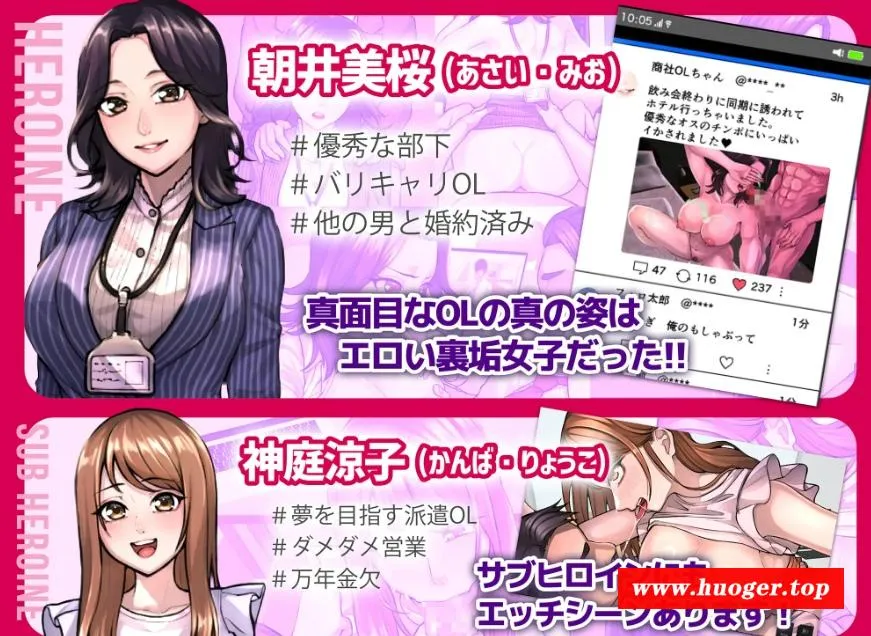 HEROINE
朝井美桜 (あさい・みお)
#優秀な部下
#バリキャリOL
#他の男と婚約済み
真面目なOLの真の姿は
エロい裏垢女子だった!!
10:05
商社OLちゃん @****_**
3h
飲み会終わりに同期に誘われて
ホテル行っちゃいました。
優秀なオスのチンポにいっぱい
イかされました♥
47 116 237
太郎 @****
1分
俺のもしゃぶって
@****
SUB HEROINE
神庭涼子 (かんば・りょうこ)
#夢を目指す派遣OL
#ダメダメ営業
#万年金欠
サブヒロイン
エッチシーンあります!
www.huoger.top